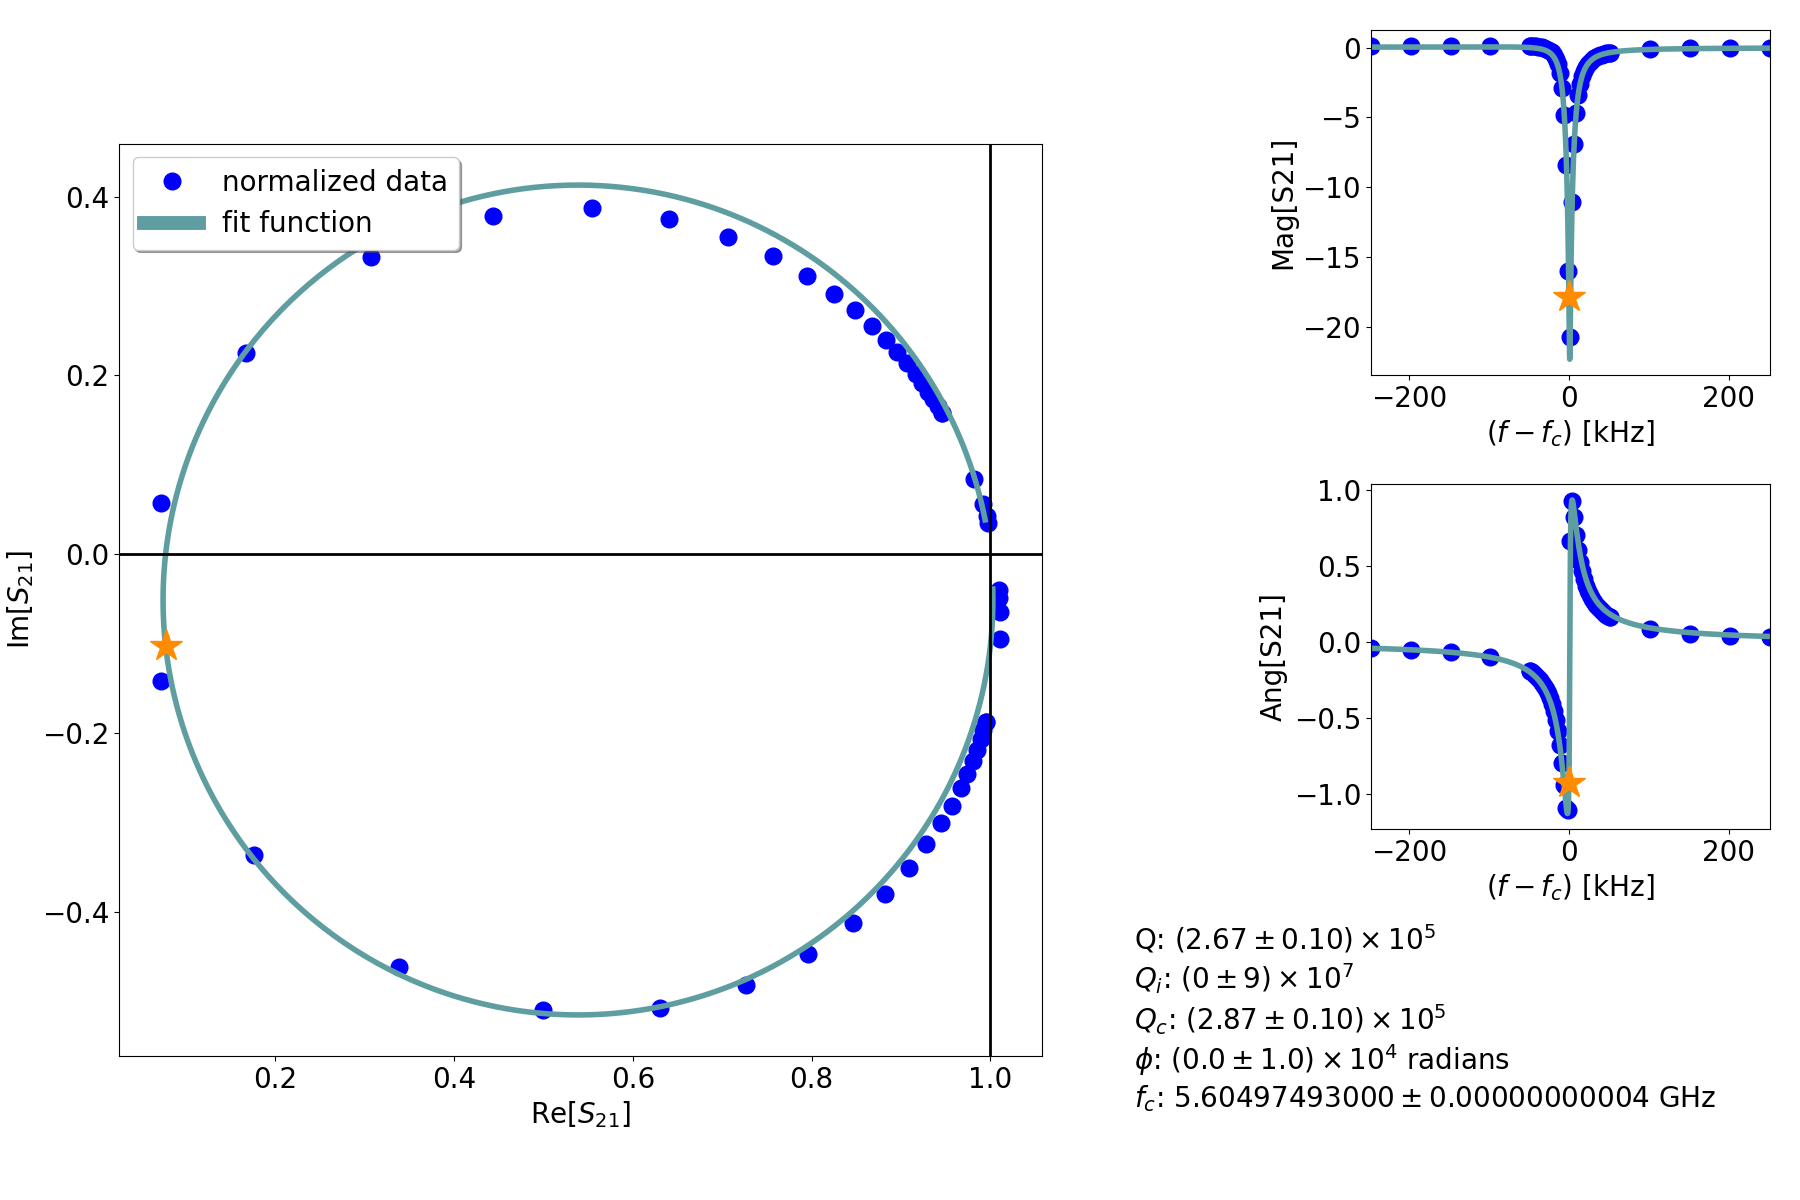 normalized data
fit function
0.4
0.2
0.0
−0.2
−0.4
Im[S21]
0.2 0.4 0.6 0.8 1.0
Re[S21]
0
−5
−10
−15
−20
Mag[S21]
−200 0 200
(f − fc) [kHz]
1.0
0.5
0.0
−0.5
−1.0
Ang[S21]
−200 0 200
(f − fc) [kHz]
Q: (2.67 ± 0.10) × 10^5
Qi: (0 ± 9) × 10^7
Qc: (2.87 ± 0.10) × 10^5
ϕ: (0.0 ± 1.0) × 10^4 radians
fc: 5.60497493000 ± 0.00000000004 GHz